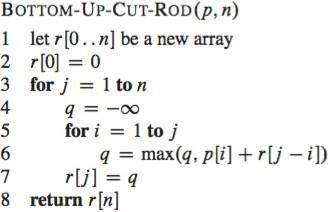 BOTTOM-UP-CUT-ROD(p, n)
1 let r[0..n] be a new array
2 r[0] = 0
3 for j = 1 to n
4 q = −∞
5 for i = 1 to j
6 q = max(q, p[i] + r[j − i])
7 r[j] = q
8 return r[n]